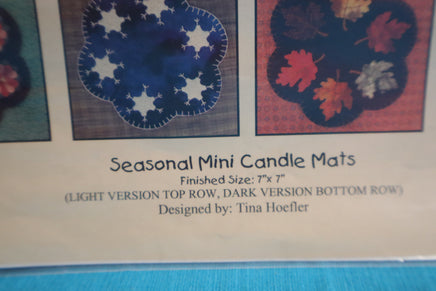 Seasonal Mini Candle Mats
Finished Size: 7"x 7"
(LIGHT VERSION TOP ROW, DARK VERSION BOTTOM ROW)
Designed by: Tina Hoefler